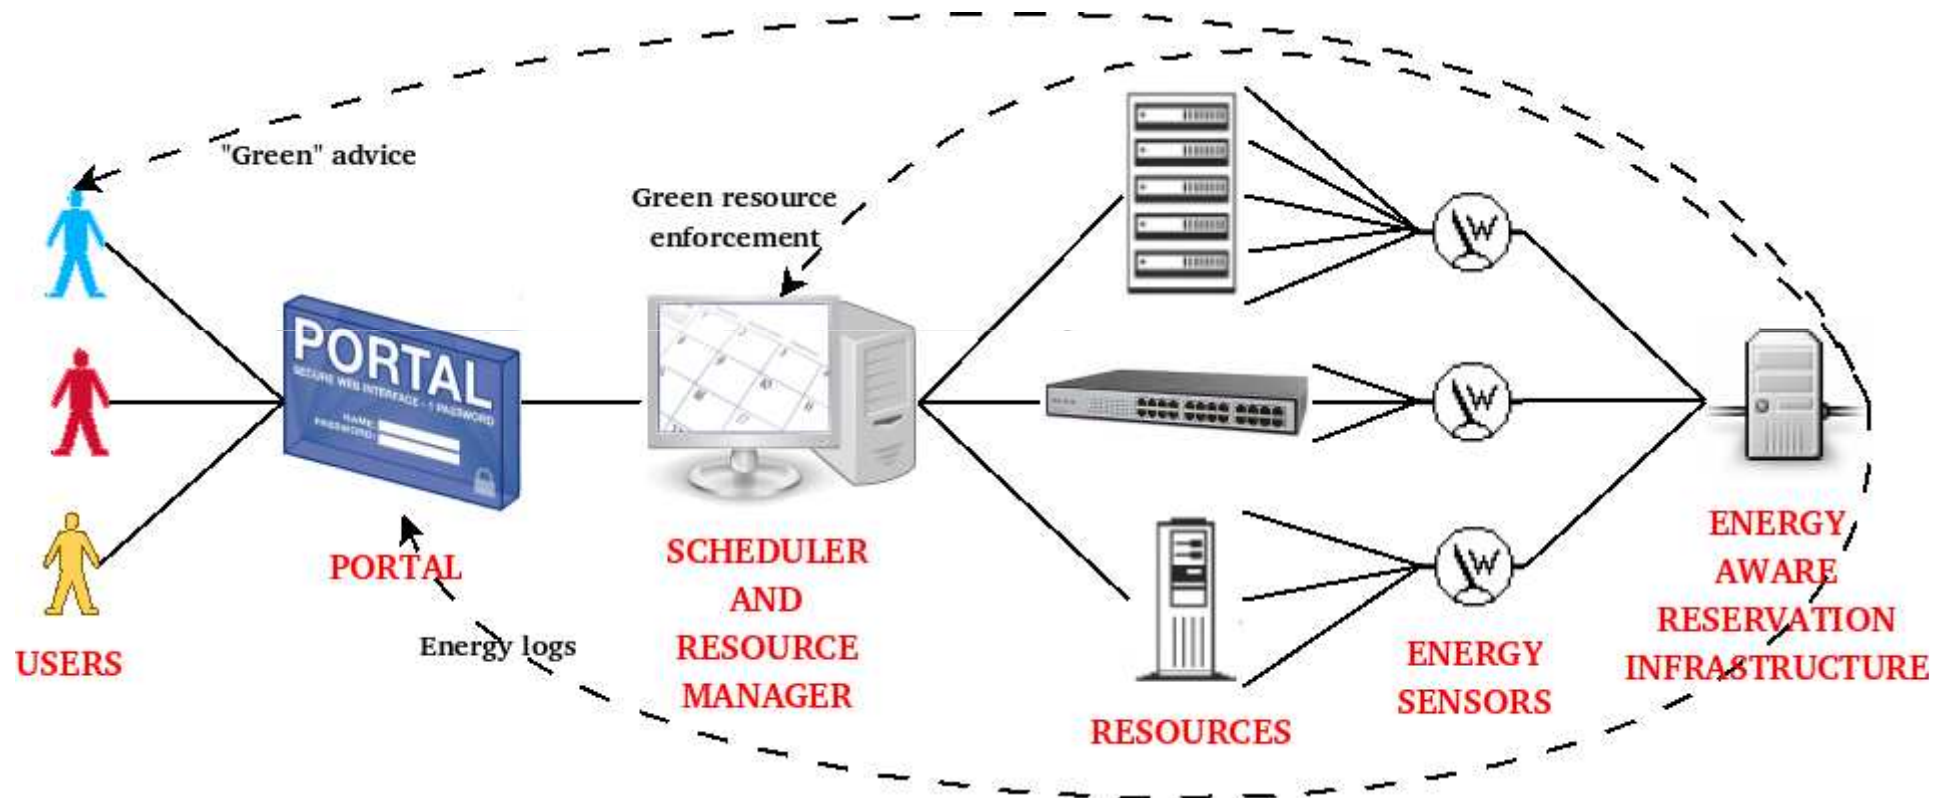 "Green" advice
Green resource
enforcement
PORTAL
SECURE WEB INTERFACE - 1 PASSWORD
NAME:
PASSWORD:
W
W
W
PORTAL
Energy logs
USERS
SCHEDULER
AND
RESOURCE
MANAGER
RESOURCES
ENERGY
SENSORS
ENERGY
AWARE
RESERVATION
INFRASTRUCTURE